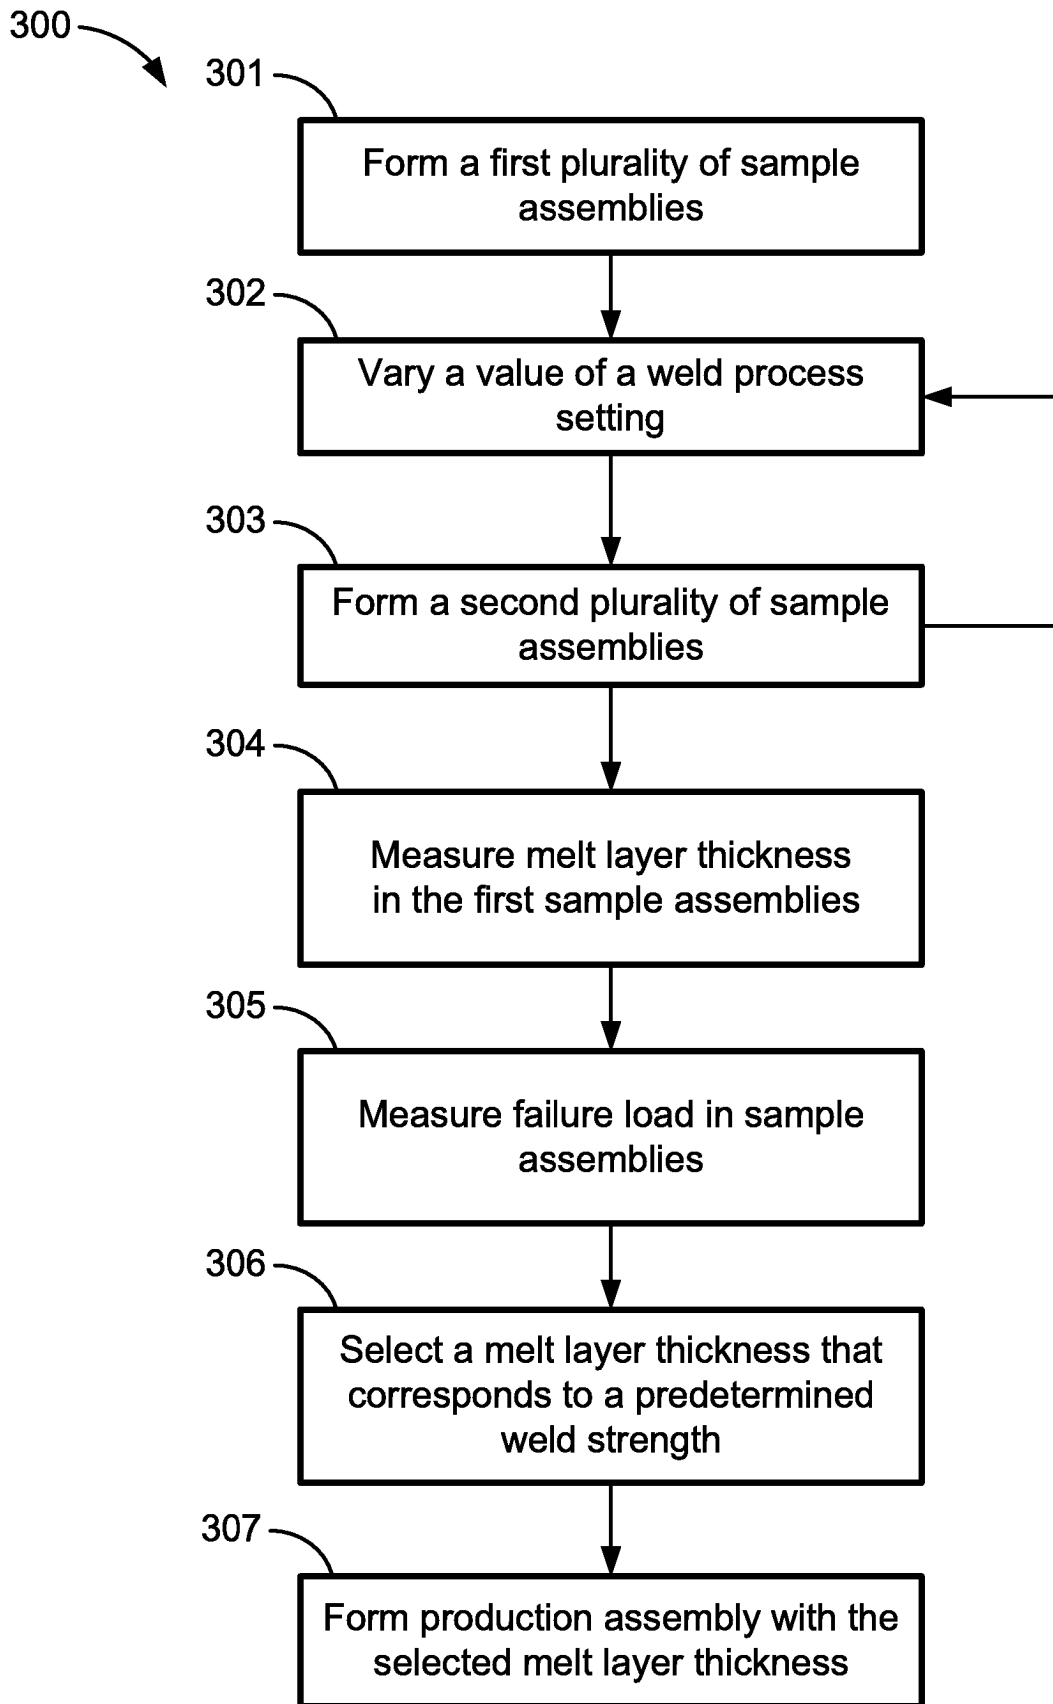 300
301
Form a first plurality of sample
assemblies
302
Vary a value of a weld process
setting
303
Form a second plurality of sample
assemblies
304
Measure melt layer thickness
in the first sample assemblies
305
Measure failure load in sample
assemblies
306
Select a melt layer thickness that
corresponds to a predetermined
weld strength
307
Form production assembly with the
selected melt layer thickness